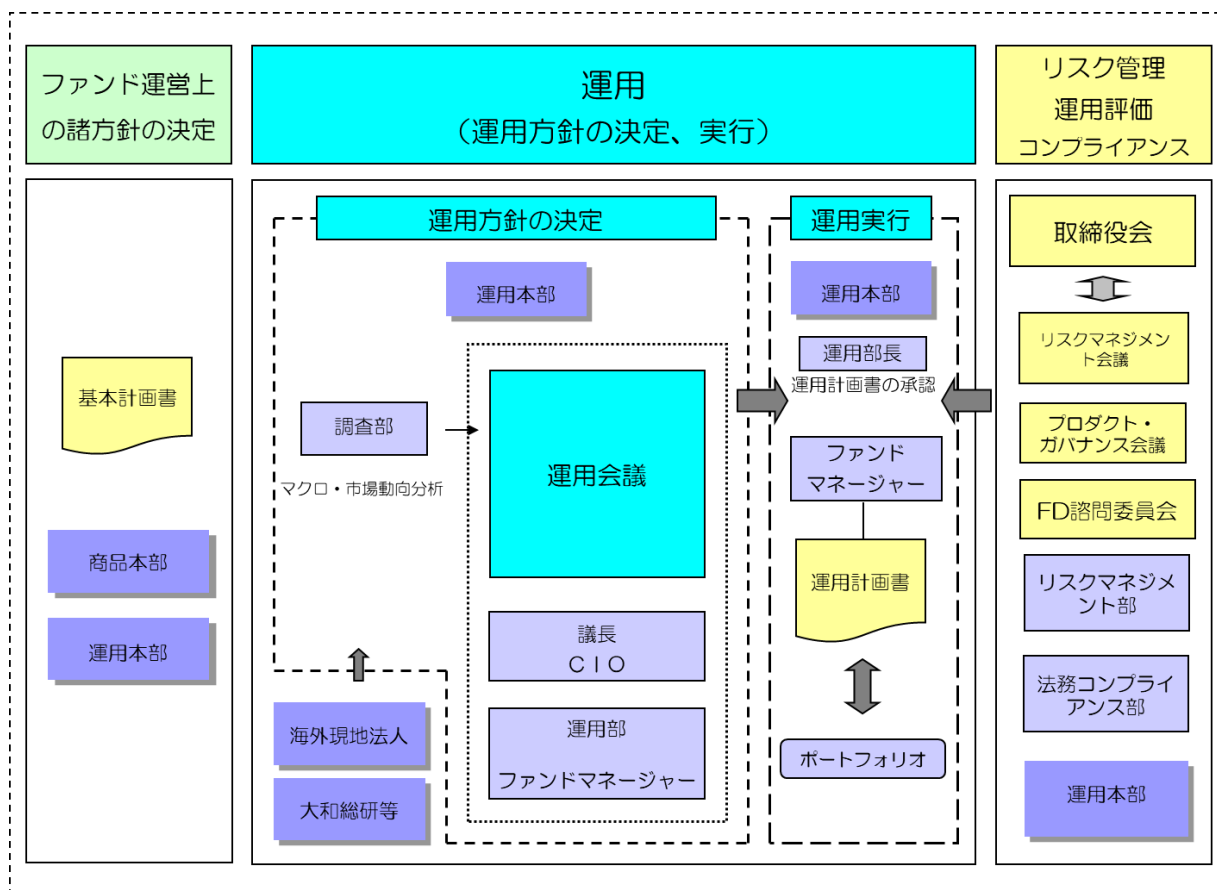 ファンド運営上
の諸方針の決定
運用
（運用方針の決定、実行）
リスク管理
運用評価
コンプライアンス
基本計画書
商品本部
運用本部
運用方針の決定
運用本部
調査部
マクロ・市場動向分析
運用会議
議長
ＣＩＯ
運用部
ファンドマネージャー
海外現地法人
大和総研等
運用実行
運用本部
運用部長
運用計画書の承認
ファンド
マネージャー
運用計画書
ポートフォリオ
取締役会
リスクマネジメン
ト会議
プロダクト・
ガバナンス会議
FD諮問委員会
リスクマネジメ
ント部
法務コンプライ
アンス部
運用本部